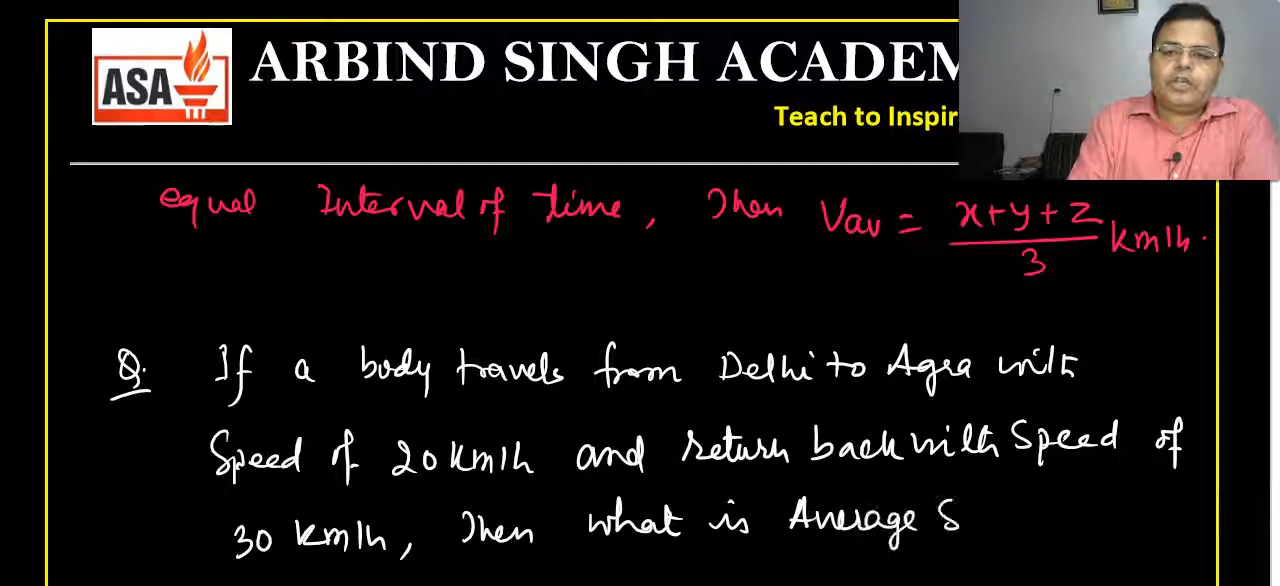 ASA
ARBIND SINGH ACADEM
Teach to Inspir
equal Interval of time, Then Vav = x+y+z/3 km/h.
Q. If a body travels from Delhi to Agra with
Speed of 20 km/h and return back with Speed of
30 km/h, Then what is Average S